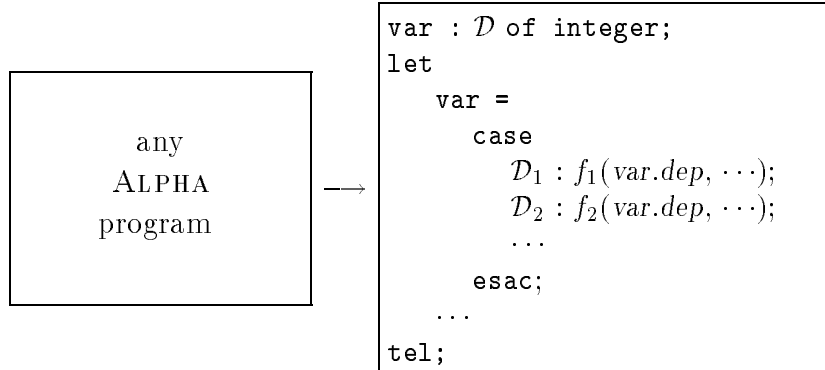 any
ALPHA
program
⟶
var : 𝒟 of integer;
let
var =
case
𝒟₁ : f₁(var.dep, ⋯);
𝒟₂ : f₂(var.dep, ⋯);
⋯
esac;
⋯
tel;